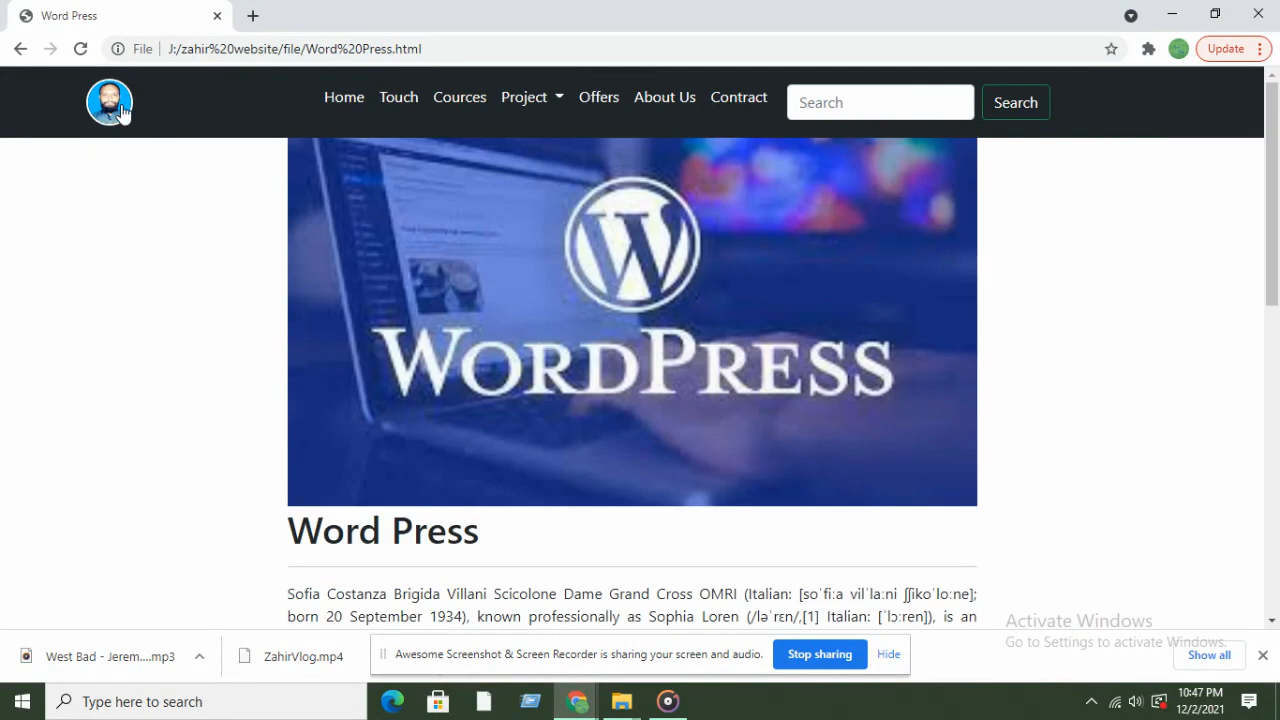 Word Press
File J:/zahir%20website/file/Word%20Press.html
Update
Home Touch Cources Project Offers About Us Contract Search Search
WORDPRESS
Word Press
Sofia Costanza Brigida Villani Scicolone Dame Grand Cross OMRI (Italian: [soˈfiːa vilˈlaːni ʃʃikoˈloːne];
born 20 September 1934), known professionally as Sophia Loren (/ləˈrɛn/,[1] Italian: [ˈlɔːren]), is an
Activate Windows
Go to Settings to activate Windows.
West Bad - Jerem....mp3
ZahirVlog.mp4
Awesome Screenshot & Screen Recorder is sharing your screen and audio.
Stop sharing
Hide
Show all
Type here to search
10:47 PM
12/2/2021